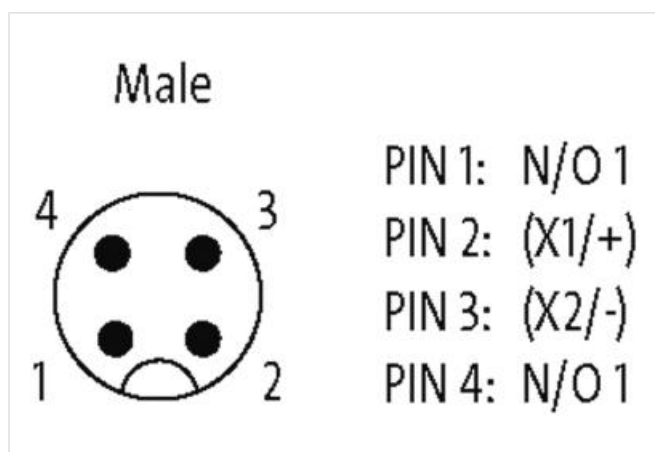 Male
4 3
1 2
PIN 1: N/O 1
PIN 2: (X1/+)
PIN 3: (X2/-)
PIN 4: N/O 1